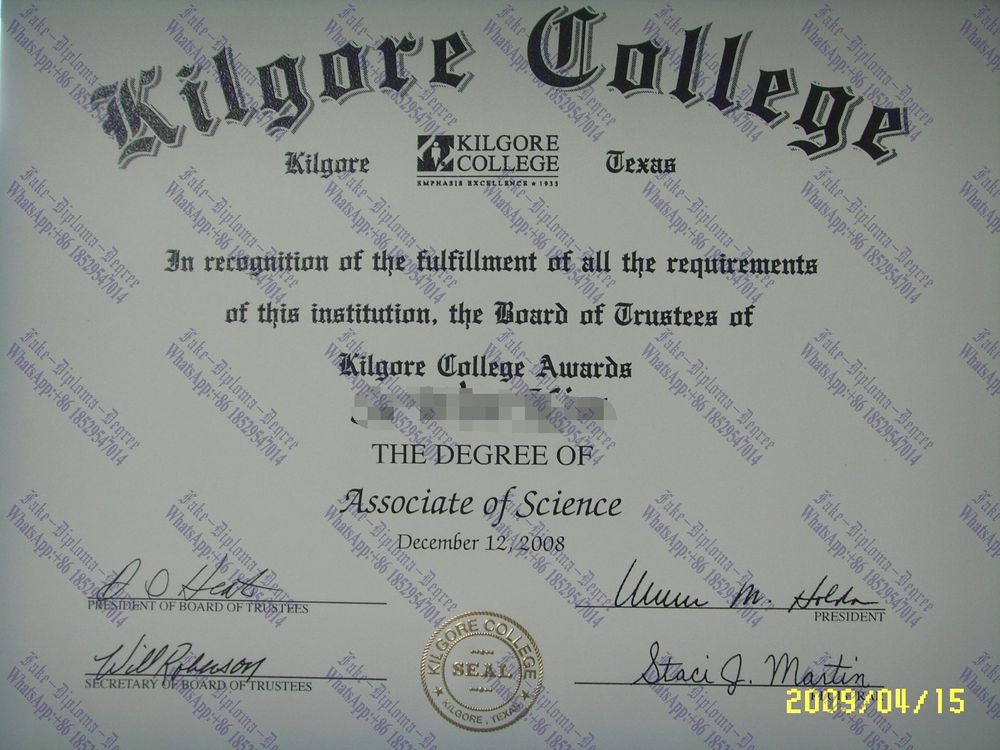 Kilgore College
Kilgore
KILGORE
COLLEGE
EMPHASIS EXCELLENCE ★ 1935
Texas
In recognition of the fulfillment of all the requirements
of this institution, the Board of Trustees of
Kilgore College Awards
THE DEGREE OF
Associate of Science
December 12, 2008
PRESIDENT OF BOARD OF TRUSTEES
Will Roberson
SECRETARY OF BOARD OF TRUSTEES
KILGORE COLLEGE
SEAL
KILGORE, TEXAS
M. Holda
PRESIDENT
Staci J. Martin
2009/04/15
Fake-Diploma-Degree
WhatsApp:+86 18529547014